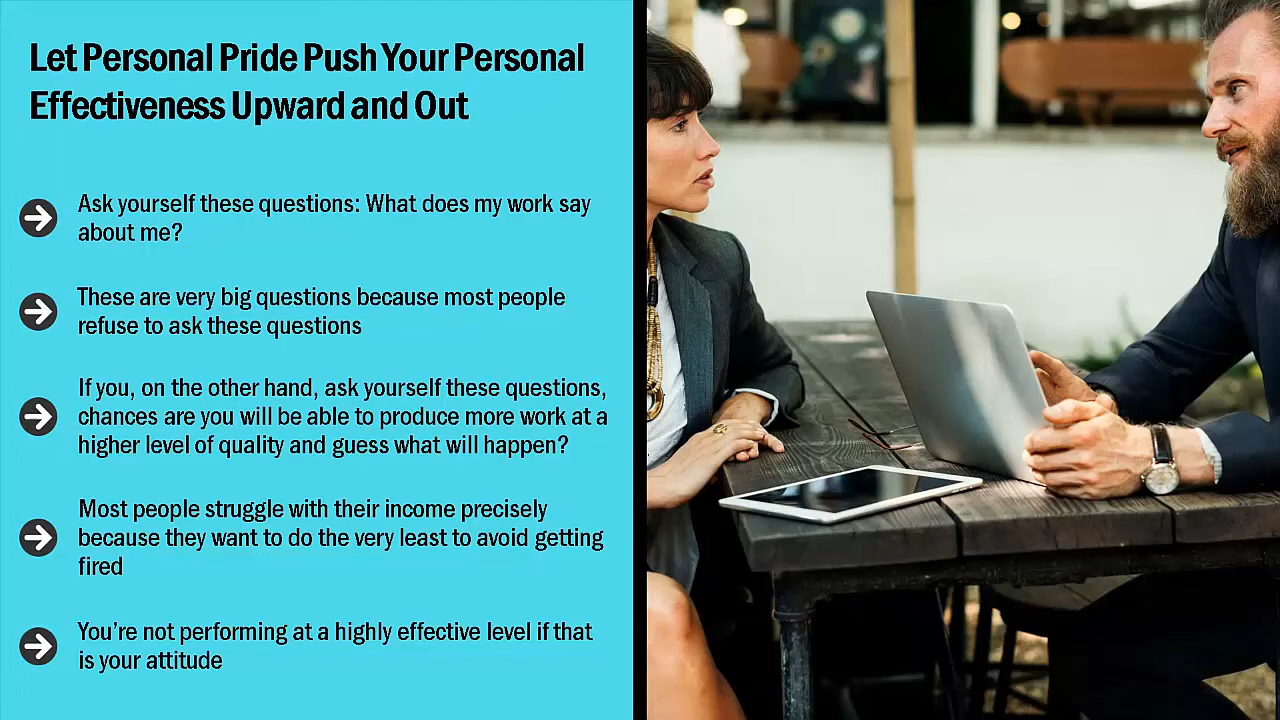 Let Personal Pride Push Your Personal
Effectiveness Upward and Out
Ask yourself these questions: What does my work say
about me?
These are very big questions because most people
refuse to ask these questions
If you, on the other hand, ask yourself these questions,
chances are you will be able to produce more work at a
higher level of quality and guess what will happen?
Most people struggle with their income precisely
because they want to do the very least to avoid getting
fired
You're not performing at a highly effective level if that
is your attitude